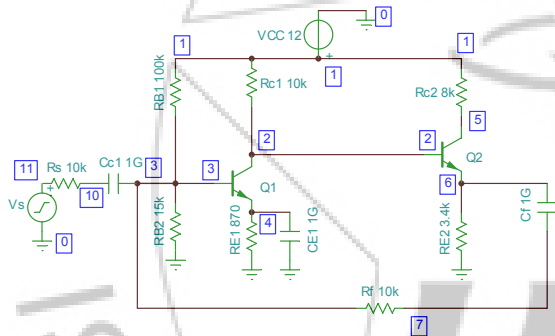 0
VCC 12
1
1
1
RB1 100k
Rc1 10k
Rc2 8k
5
2
2
Q2
11
Rs 10k
Cc1 1G
3
3
Q1
6
10
Vs
RB2 15k
RE1 870
4
CE1 1G
RE2 3.4k
Cf 1G
0
Rf 10k
7